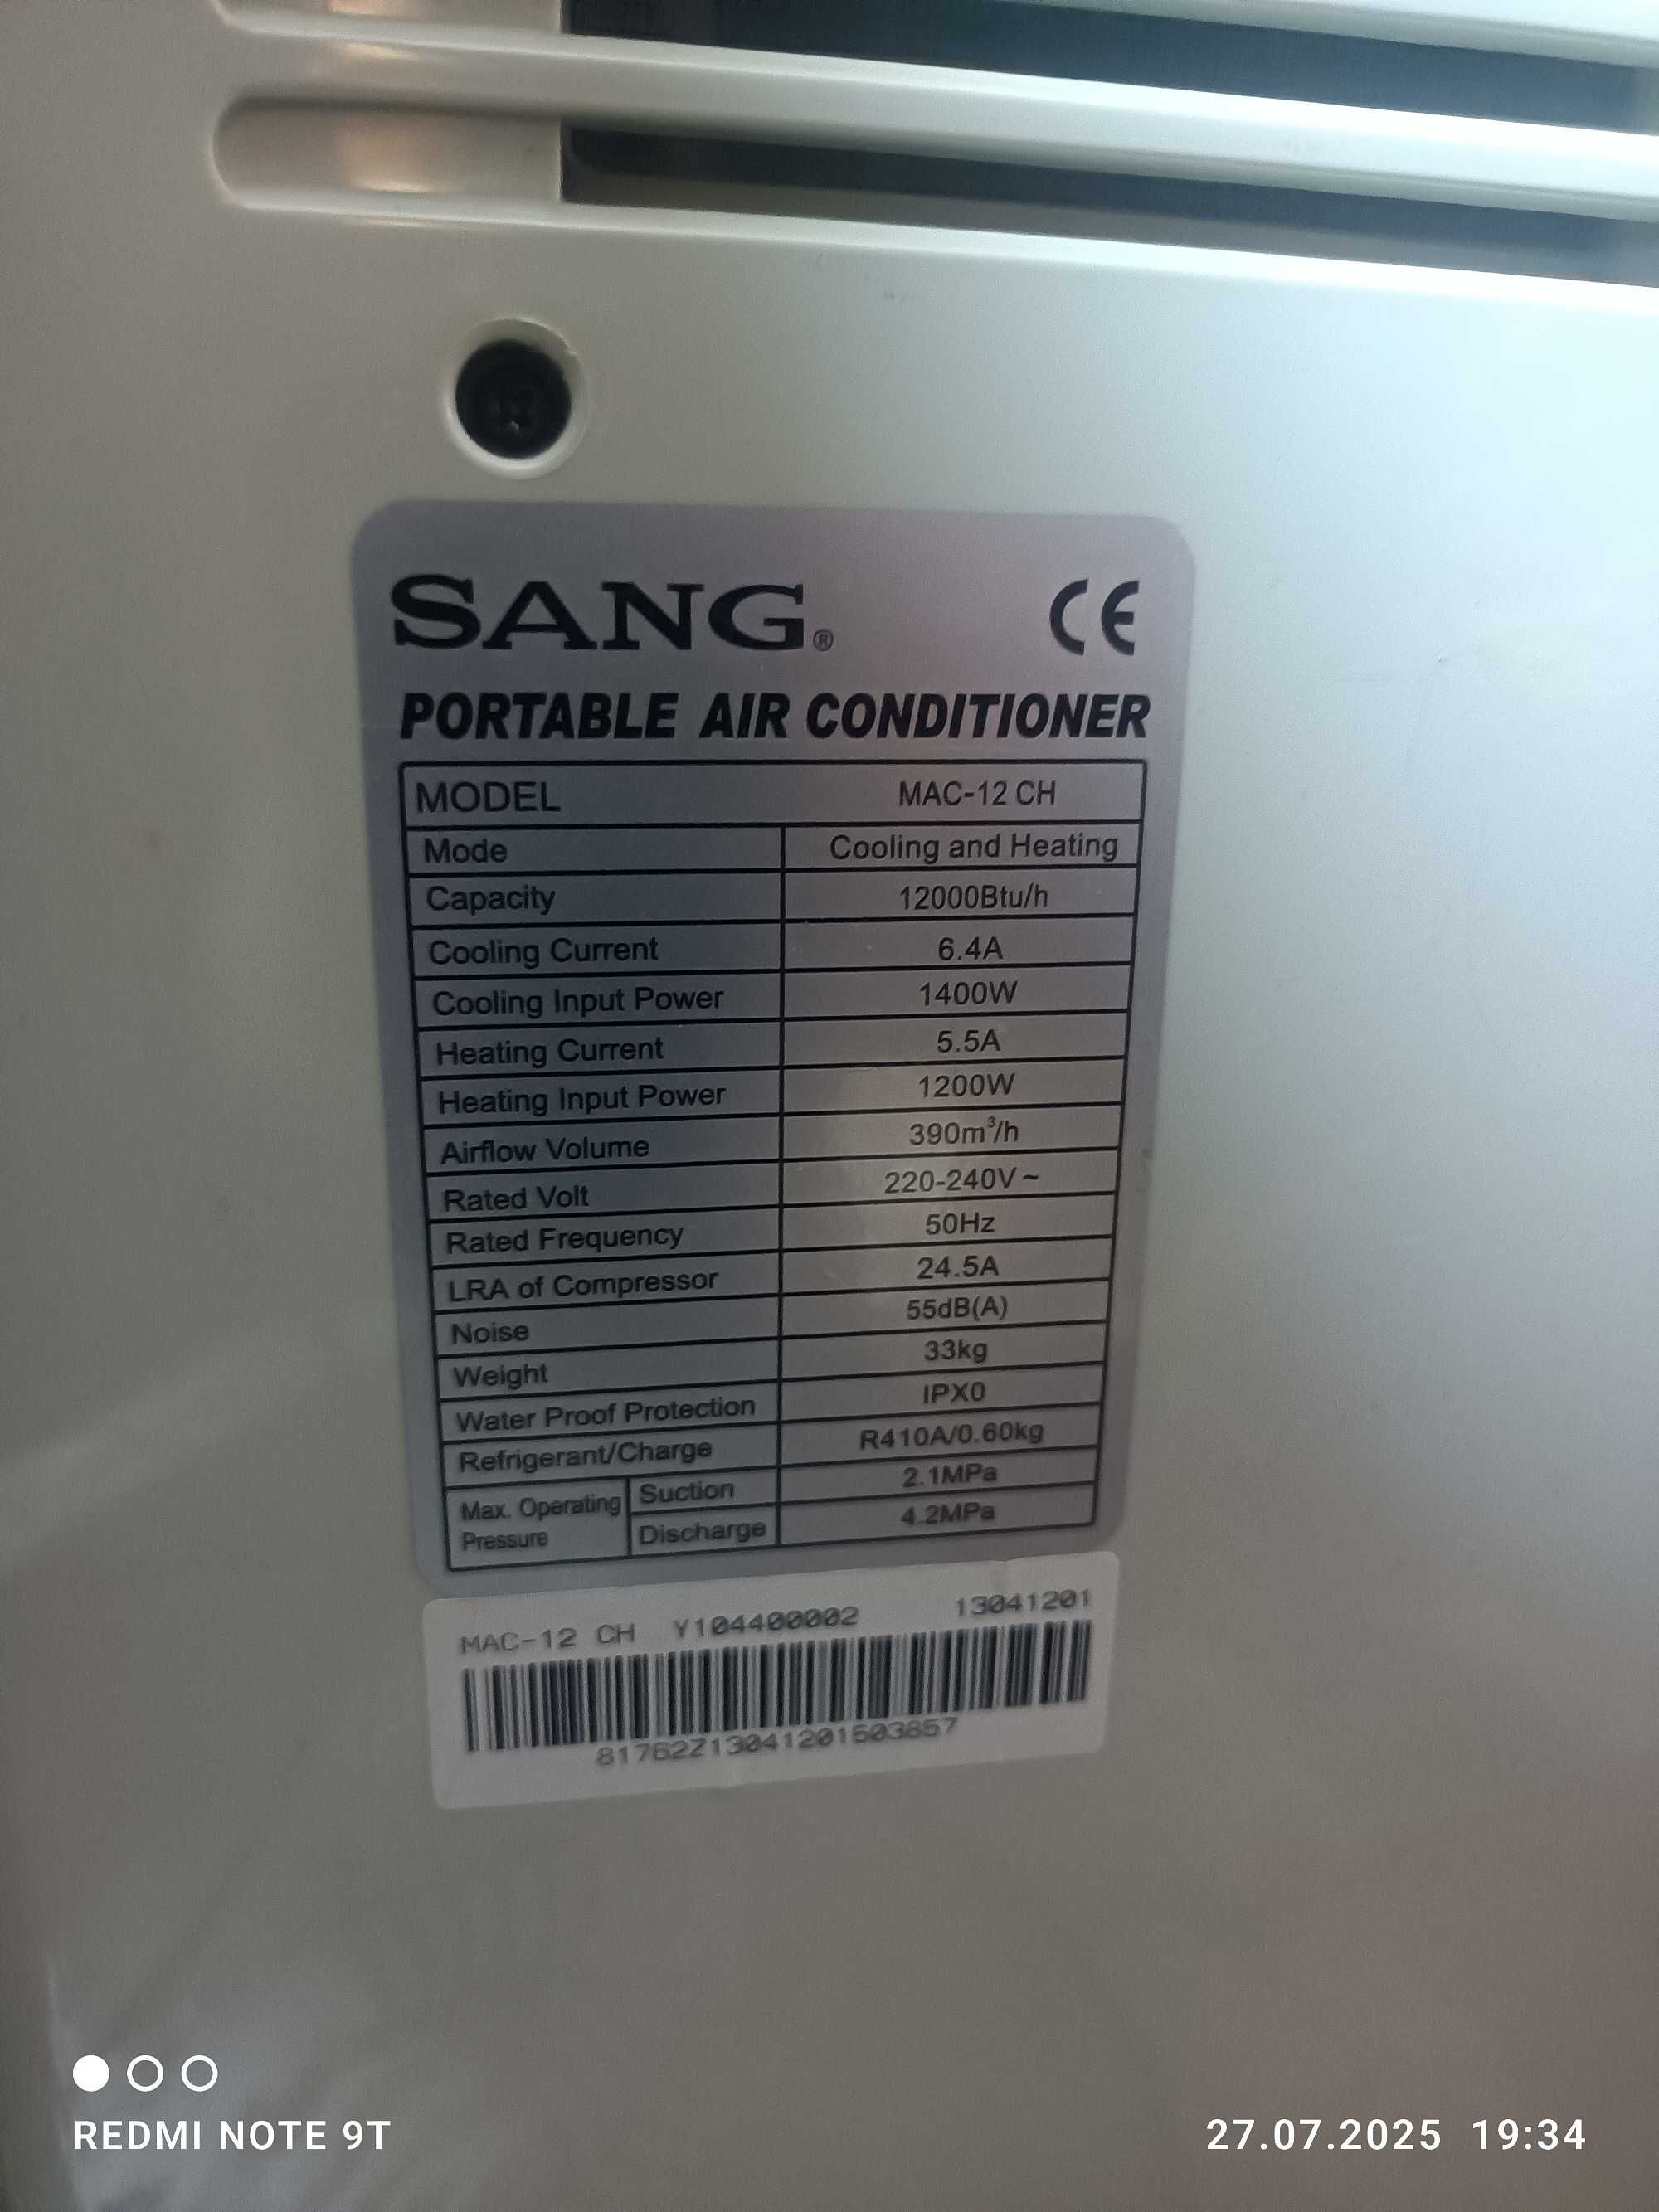 SANG® CE
PORTABLE AIR CONDITIONER
MODEL MAC-12 CH
Mode Cooling and Heating
Capacity 12000Btu/h
Cooling Current 6.4A
Cooling Input Power 1400W
Heating Current 5.5A
Heating Input Power 1200W
Airflow Volume 390m³/h
Rated Volt 220-240V~
Rated Frequency 50Hz
LRA of Compressor 24.5A
Noise 55dB(A)
Weight 33kg
Water Proof Protection IPX0
Refrigerant/Charge R410A/0.60kg
Max. Operating Pressure Suction 2.1MPa
Discharge 4.2MPa
MAC-12 CH Y104400002 13041201
81762Z13041201503857
REDMI NOTE 9T
27.07.2025 19:34